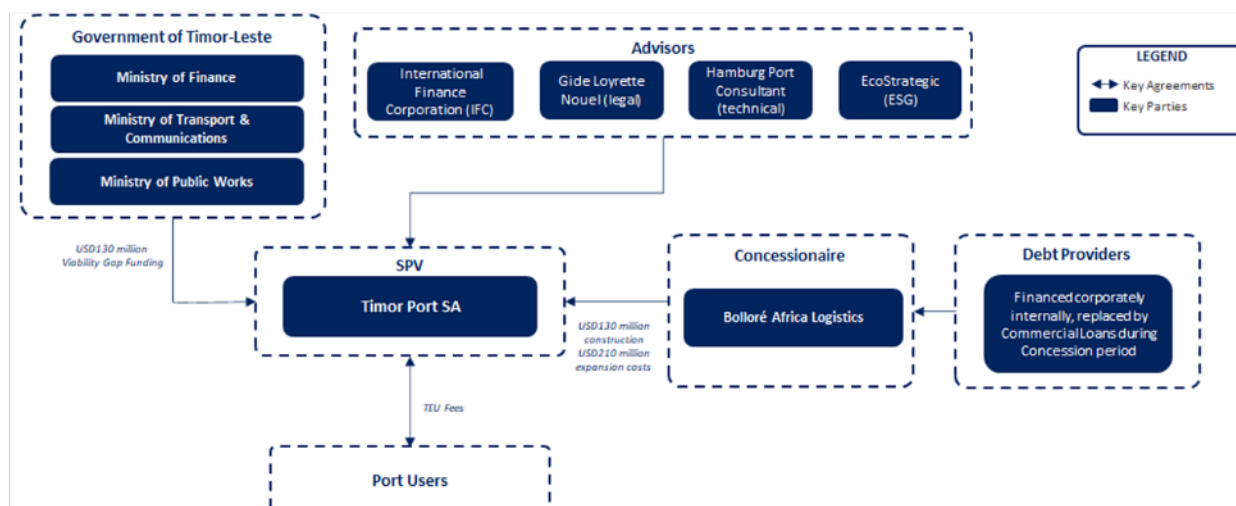 Government of Timor-Leste
Ministry of Finance
Ministry of Transport &
Communications
Ministry of Public Works
Advisors
International
Finance
Corporation (IFC)
Gide Loyrette
Nouel (legal)
Hamburg Port
Consultant
(technical)
EcoStrategic
(ESG)
LEGEND
Key Agreements
Key Parties
USD130 million
Viability Gap Funding
SPV
Timor Port SA
USD130 million
construction
USD210 million
expansion costs
Concessionaire
Bolloré Africa Logistics
Debt Providers
Financed corporately
internally, replaced by
Commercial Loans during
Concession period
TEU Fees
Port Users